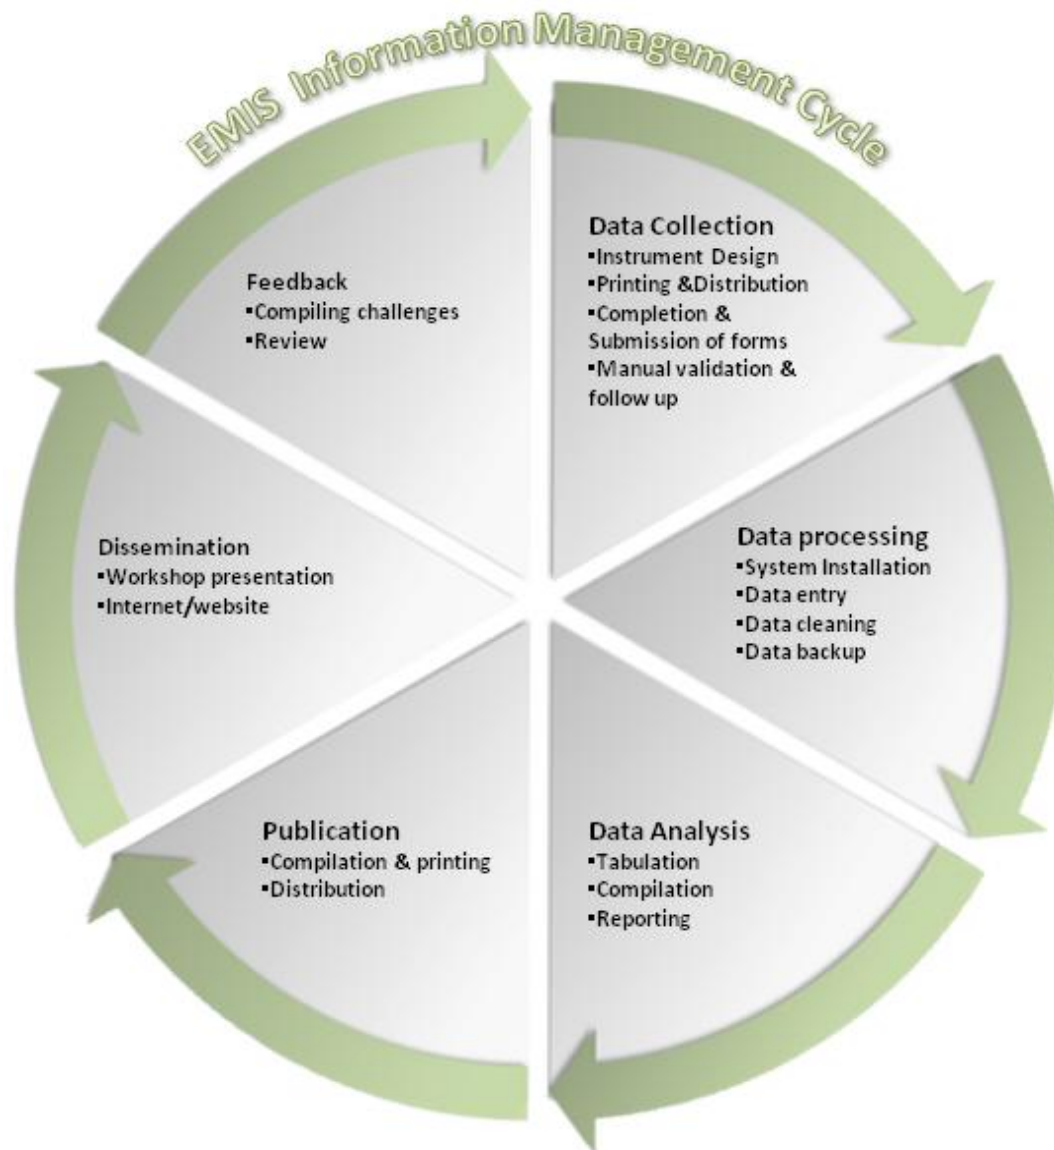 EMIS Information Management Cycle
Data Collection
▪Instrument Design
▪Printing &Distribution
▪Completion &
Submission of forms
▪Manual validation &
follow up
Data processing
▪System Installation
▪Data entry
▪Data cleaning
▪Data backup
Data Analysis
▪Tabulation
▪Compilation
▪Reporting
Publication
▪Compilation & printing
▪Distribution
Dissemination
▪Workshop presentation
▪Internet/website
Feedback
▪Compiling challenges
▪Review